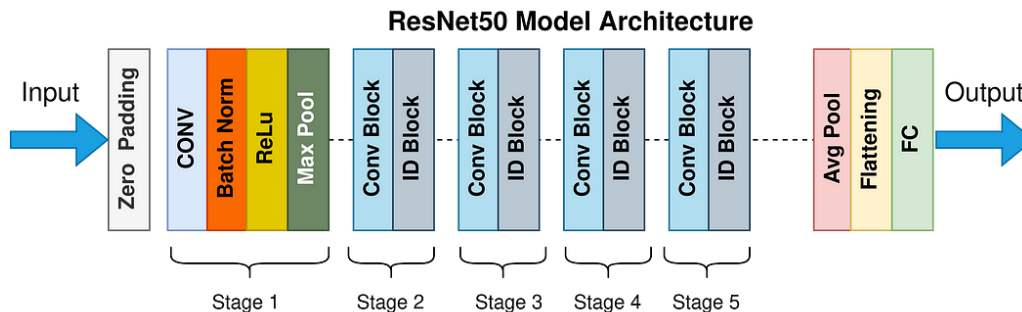 ResNet50 Model Architecture
Input
Zero Padding
CONV
Batch Norm
ReLu
Max Pool
Conv Block
ID Block
Conv Block
ID Block
Conv Block
ID Block
Conv Block
ID Block
Avg Pool
Flattening
FC
Output
Stage 1
Stage 2
Stage 3
Stage 4
Stage 5